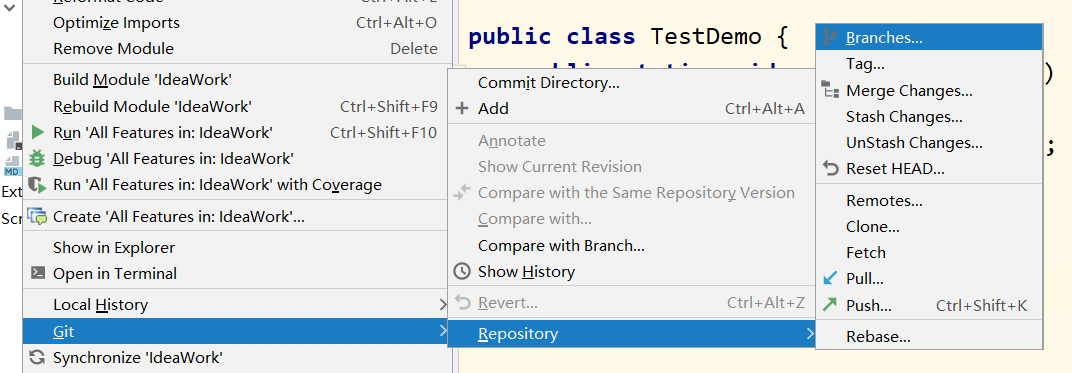 Optimize Imports Ctrl+Alt+O
Remove Module Delete
Build Module 'IdeaWork'
Rebuild Module 'IdeaWork' Ctrl+Shift+F9
Run 'All Features in: IdeaWork' Ctrl+Shift+F10
Debug 'All Features in: IdeaWork'
Run 'All Features in: IdeaWork' with Coverage
Create 'All Features in: IdeaWork'...
Show in Explorer
Open in Terminal
Local History
Git
Synchronize 'IdeaWork'
MD
Ext
Scr
public class TestDemo {
)
;
Commit Directory...
Add Ctrl+Alt+A
Annotate
Show Current Revision
Compare with the Same Repository Version
Compare with...
Compare with Branch...
Show History
Revert... Ctrl+Alt+Z
Repository
Branches...
Tag...
Merge Changes...
Stash Changes...
UnStash Changes...
Reset HEAD...
Remotes...
Clone...
Fetch
Pull...
Push... Ctrl+Shift+K
Rebase...